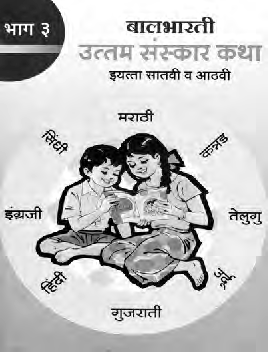 भाग ३
बालभारती
उत्तम संस्कार कथा
इयत्ता सातवी व आठवी
मराठी
सिंधी
कन्नड
इंग्रजी
तेलुगु
हिंदी
उर्दू
गुजराती